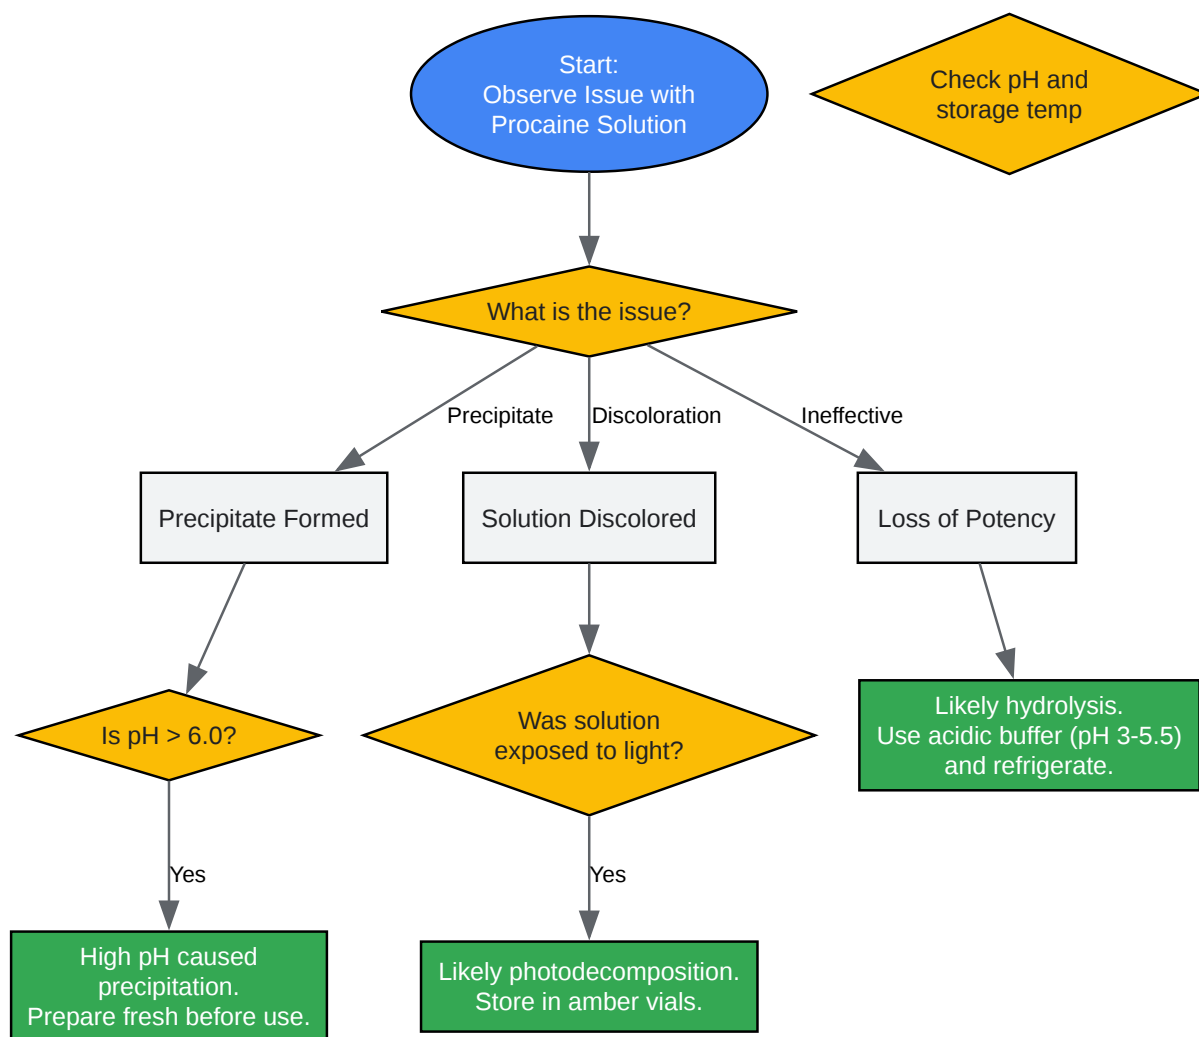 Start:
Observe Issue with
Procaine Solution
Check pH and
storage temp
What is the issue?
Precipitate
Discoloration
Ineffective
Precipitate Formed
Solution Discolored
Loss of Potency
Is pH > 6.0?
Was solution
exposed to light?
Likely hydrolysis.
Use acidic buffer (pH 3-5.5)
and refrigerate.
Yes
Yes
High pH caused
precipitation.
Prepare fresh before use.
Likely photodecomposition.
Store in amber vials.